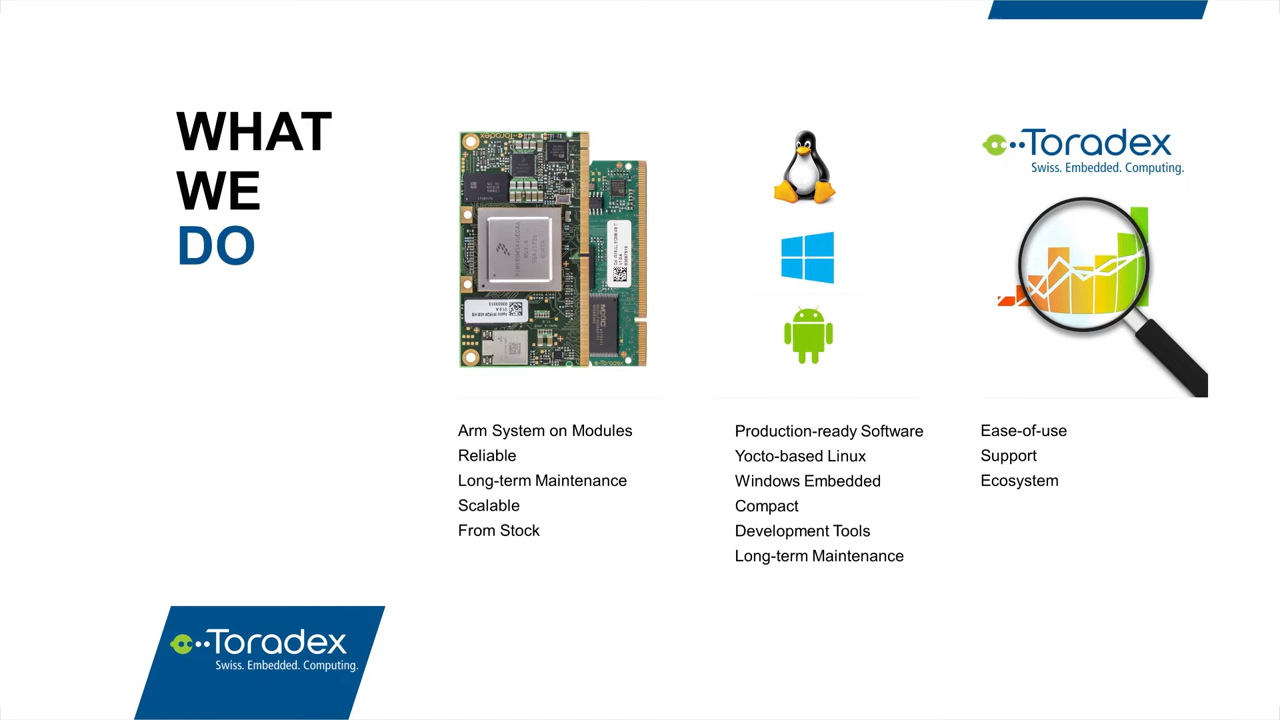 WHAT
WE
DO
Toradex
Toradex
Swiss. Embedded. Computing.
Arm System on Modules
Reliable
Long-term Maintenance
Scalable
From Stock
Production-ready Software
Yocto-based Linux
Windows Embedded
Compact
Development Tools
Long-term Maintenance
Ease-of-use
Support
Ecosystem
Toradex
Swiss. Embedded. Computing.
Toradex